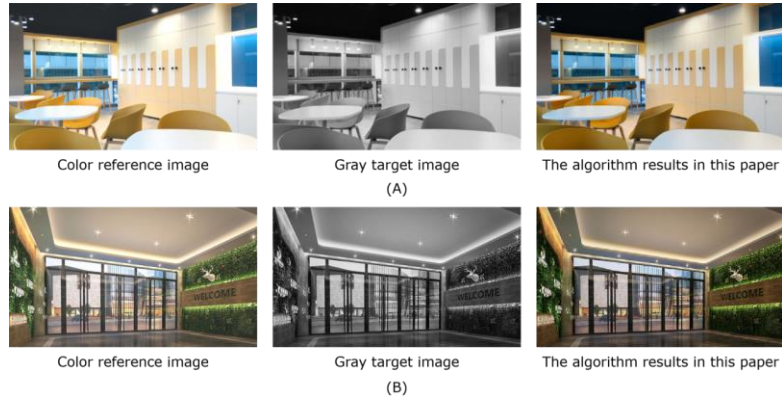 Color reference image
Gray target image
The algorithm results in this paper
(A)
WELCOME
WELCOME
WELCOME
Color reference image
Gray target image
The algorithm results in this paper
(B)